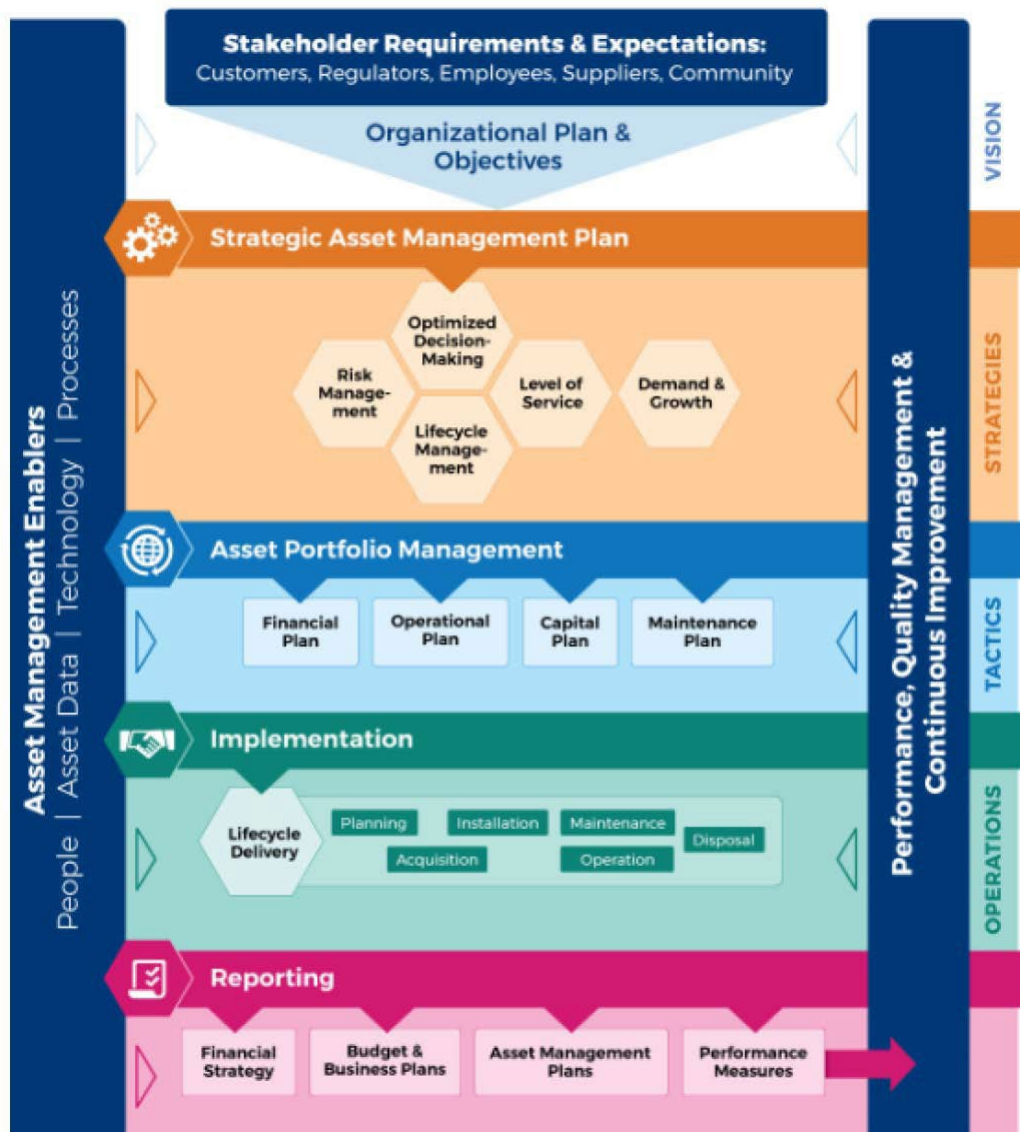 Stakeholder Requirements & Expectations:
Customers, Regulators, Employees, Suppliers, Community
Organizational Plan &
Objectives
VISION
Strategic Asset Management Plan
Optimized
Decision-
Making
Risk
Manage-
ment
Level of
Service
Demand &
Growth
Lifecycle
Manage-
ment
STRATEGIES
Asset Portfolio Management
Financial
Plan
Operational
Plan
Capital
Plan
Maintenance
Plan
TACTICS
Implementation
Lifecycle
Delivery
Planning
Installation
Maintenance
Disposal
Acquisition
Operation
OPERATIONS
Reporting
Financial
Strategy
Budget &
Business Plans
Asset Management
Plans
Performance
Measures
Asset Management Enablers
People | Asset Data | Technology | Processes
Performance, Quality Management &
Continuous Improvement